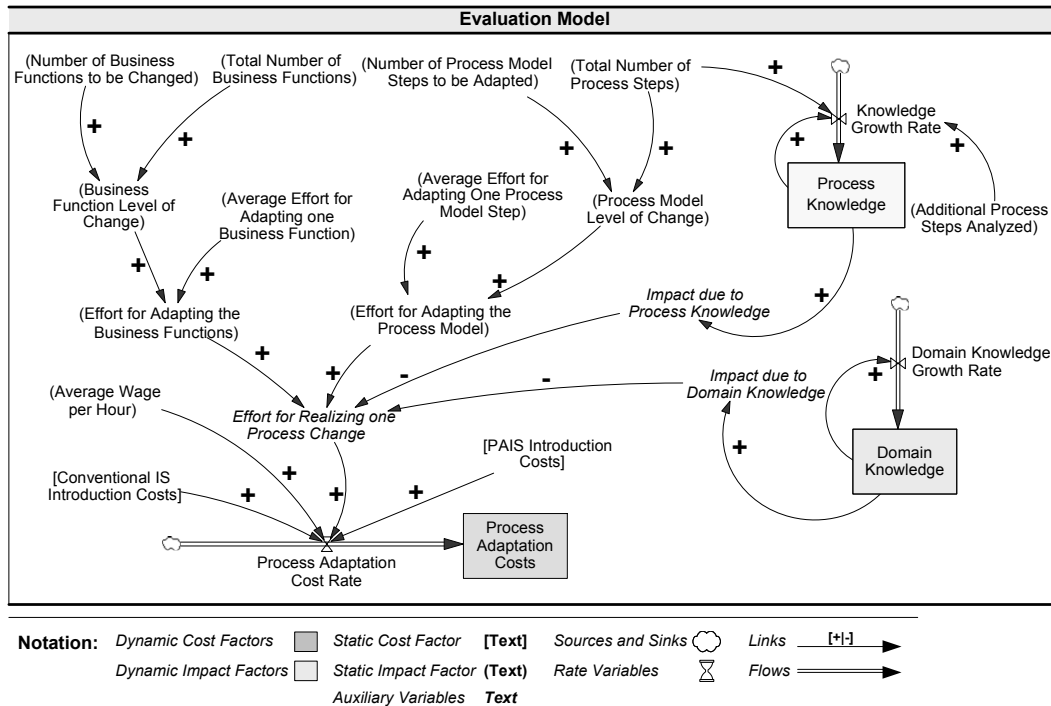 Evaluation Model
(Number of Business
Functions to be Changed)
(Total Number of
Business Functions)
(Number of Process Model
Steps to be Adapted)
(Total Number of
Process Steps)
+
Knowledge
Growth Rate
+
+
+
+
+
+
(Business
Function Level of
Change)
(Average Effort for
Adapting one
Business Function)
(Average Effort for
Adapting One Process
Model Step)
(Process Model
Level of Change)
Process
Knowledge
(Additional Process
Steps Analyzed)
+
+
+
+
+
(Effort for Adapting the
Business Functions)
(Effort for Adapting the
Process Model)
Impact due to
Process Knowledge
+
+
-
-
Domain Knowledge
Growth Rate
+
(Average Wage
per Hour)
Effort for Realizing one
Process Change
Impact due to
Domain Knowledge
[Conventional IS
Introduction Costs]
[PAIS Introduction
Costs]
+
Domain
Knowledge
+
+
+
+
Process Adaptation
Cost Rate
Process
Adaptation
Costs
Notation:
Dynamic Cost Factors
Static Cost Factor
[Text]
Sources and Sinks
Links
[+|-]
Dynamic Impact Factors
Static Impact Factor
(Text)
Rate Variables
Flows
Auxiliary Variables
Text